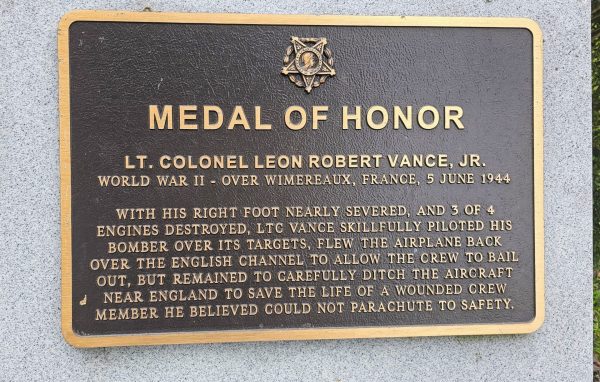 MEDAL OF HONOR
LT. COLONEL LEON ROBERT VANCE, JR.
WORLD WAR II - OVER WIMEREAUX, FRANCE, 5 JUNE 1944
WITH HIS RIGHT FOOT NEARLY SEVERED, AND 3 OF 4
ENGINES DESTROYED, LTC VANCE SKILLFULLY PILOTED HIS
BOMBER OVER ITS TARGETS, FLEW THE AIRPLANE BACK
OVER THE ENGLISH CHANNEL TO ALLOW THE CREW TO BAIL
OUT, BUT REMAINED TO CAREFULLY DITCH THE AIRCRAFT
NEAR ENGLAND TO SAVE THE LIFE OF A WOUNDED CREW
MEMBER HE BELIEVED COULD NOT PARACHUTE TO SAFETY.